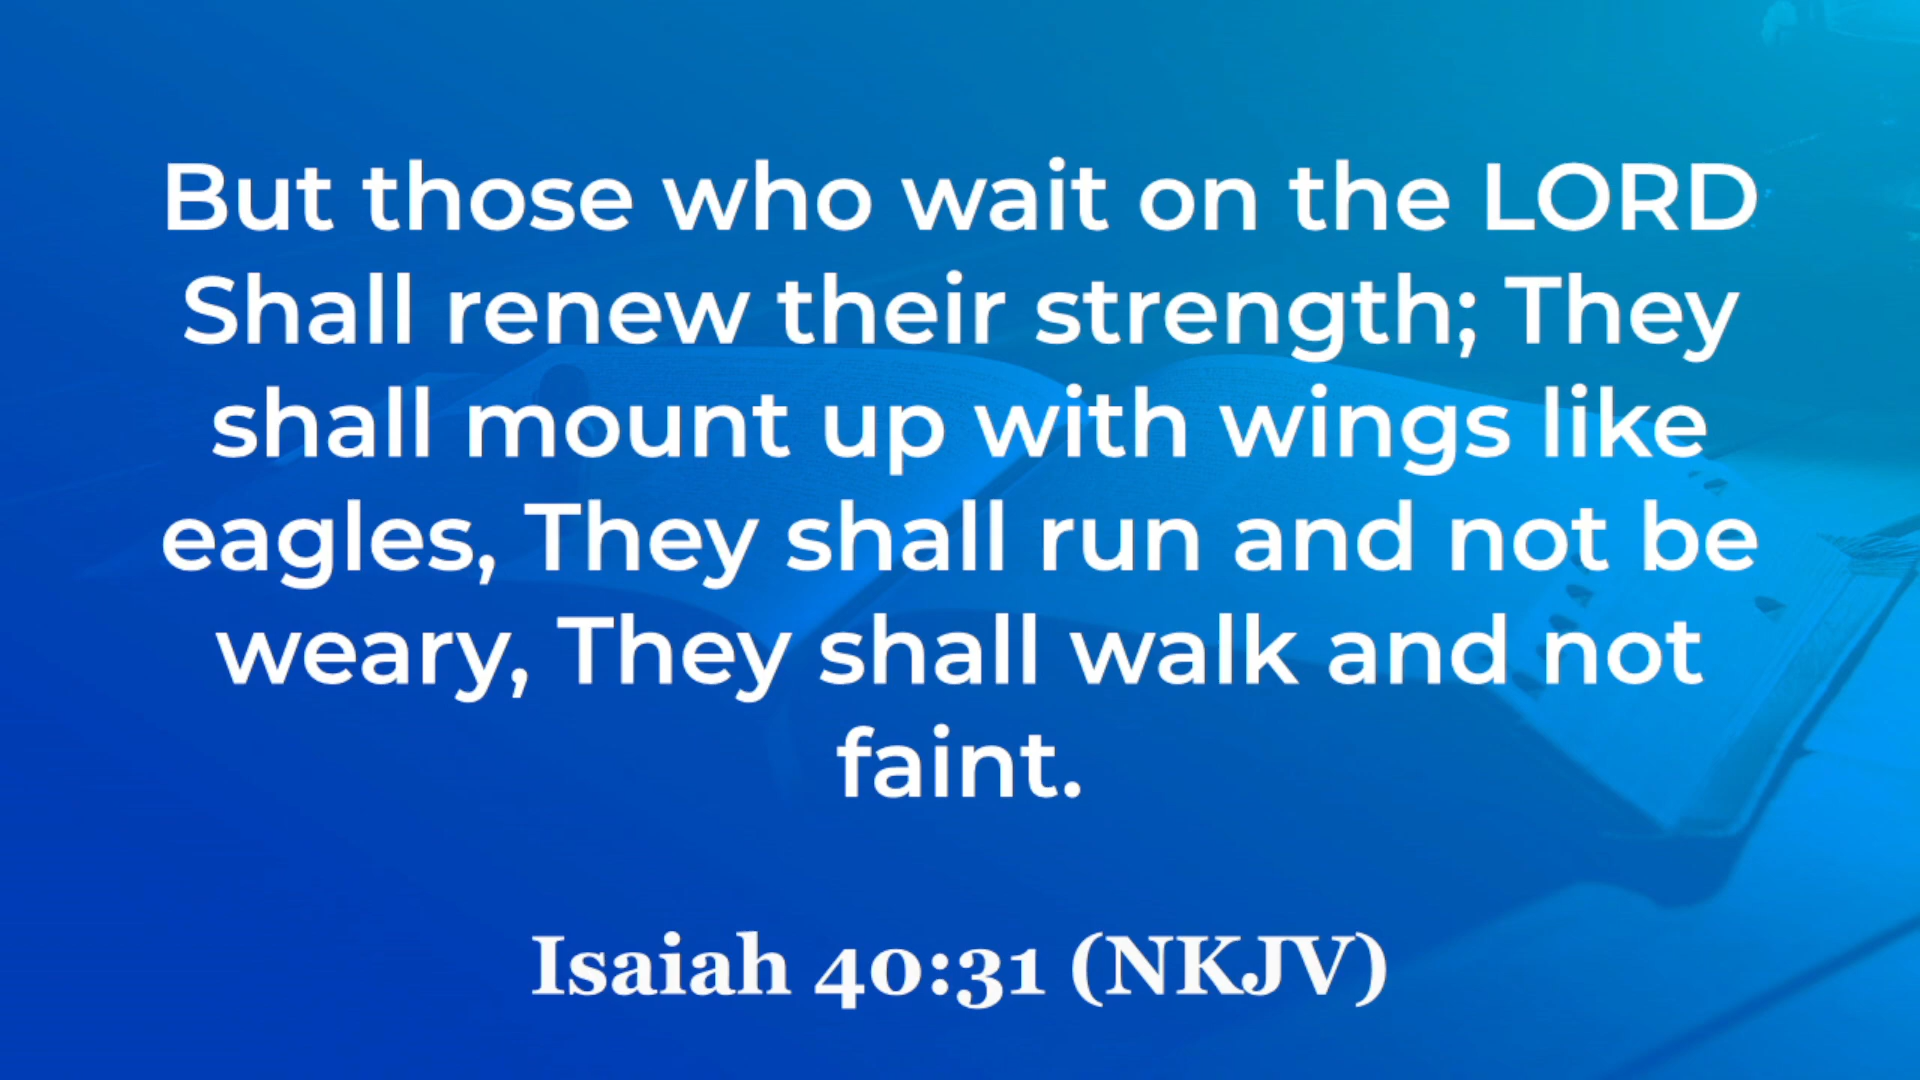 But those who wait on the LORD
Shall renew their strength; They
shall mount up with wings like
eagles, They shall run and not be
weary, They shall walk and not
faint.
Isaiah 40:31 (NKJV)